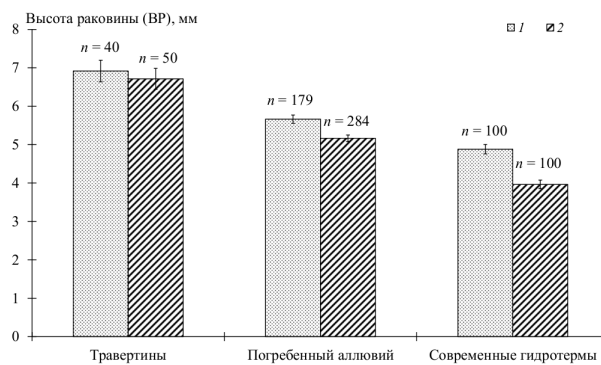 Высота раковины (ВР), мм
1 2
n = 40
n = 50
n = 179
n = 284
n = 100
n = 100
8
7
6
5
4
3
2
1
0
Травертины Погребенный аллювий Современные гидротермы